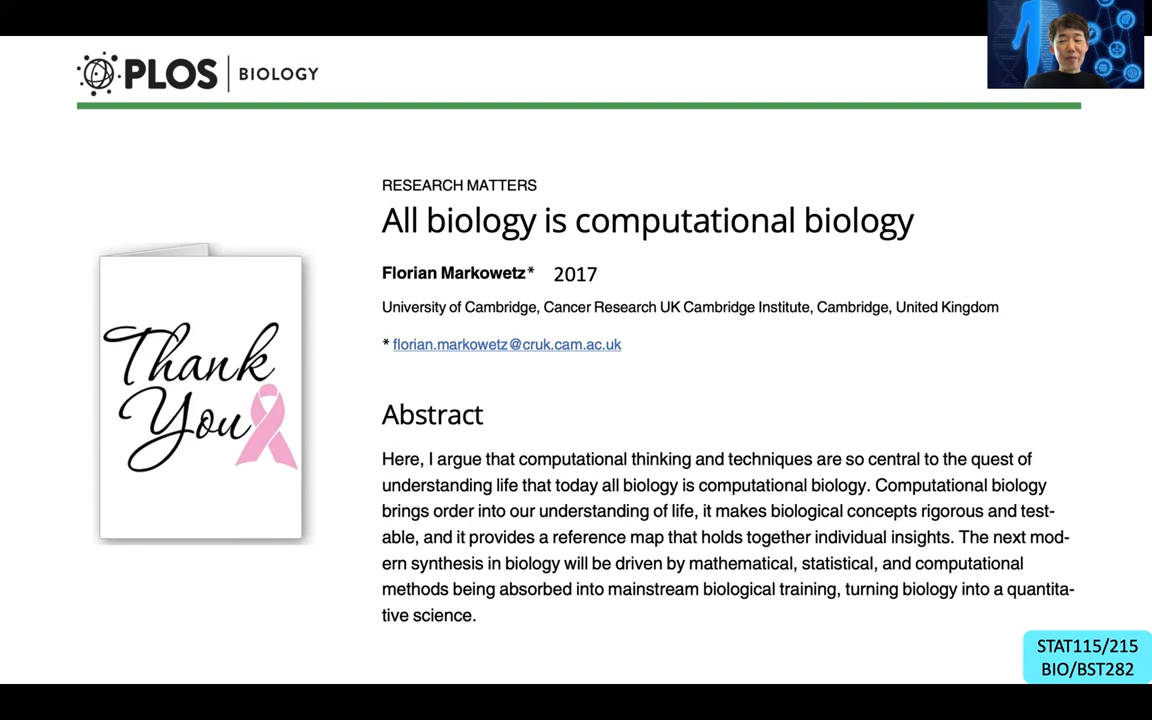 PLOS BIOLOGY
RESEARCH MATTERS
All biology is computational biology
Florian Markowetz* 2017
University of Cambridge, Cancer Research UK Cambridge Institute, Cambridge, United Kingdom
* florian.markowetz@cruk.cam.ac.uk
Thank
You
Abstract
Here, I argue that computational thinking and techniques are so central to the quest of
understanding life that today all biology is computational biology. Computational biology
brings order into our understanding of life, it makes biological concepts rigorous and test-
able, and it provides a reference map that holds together individual insights. The next mod-
ern synthesis in biology will be driven by mathematical, statistical, and computational
methods being absorbed into mainstream biological training, turning biology into a quantita-
tive science.
STAT115/215
BIO/BST282